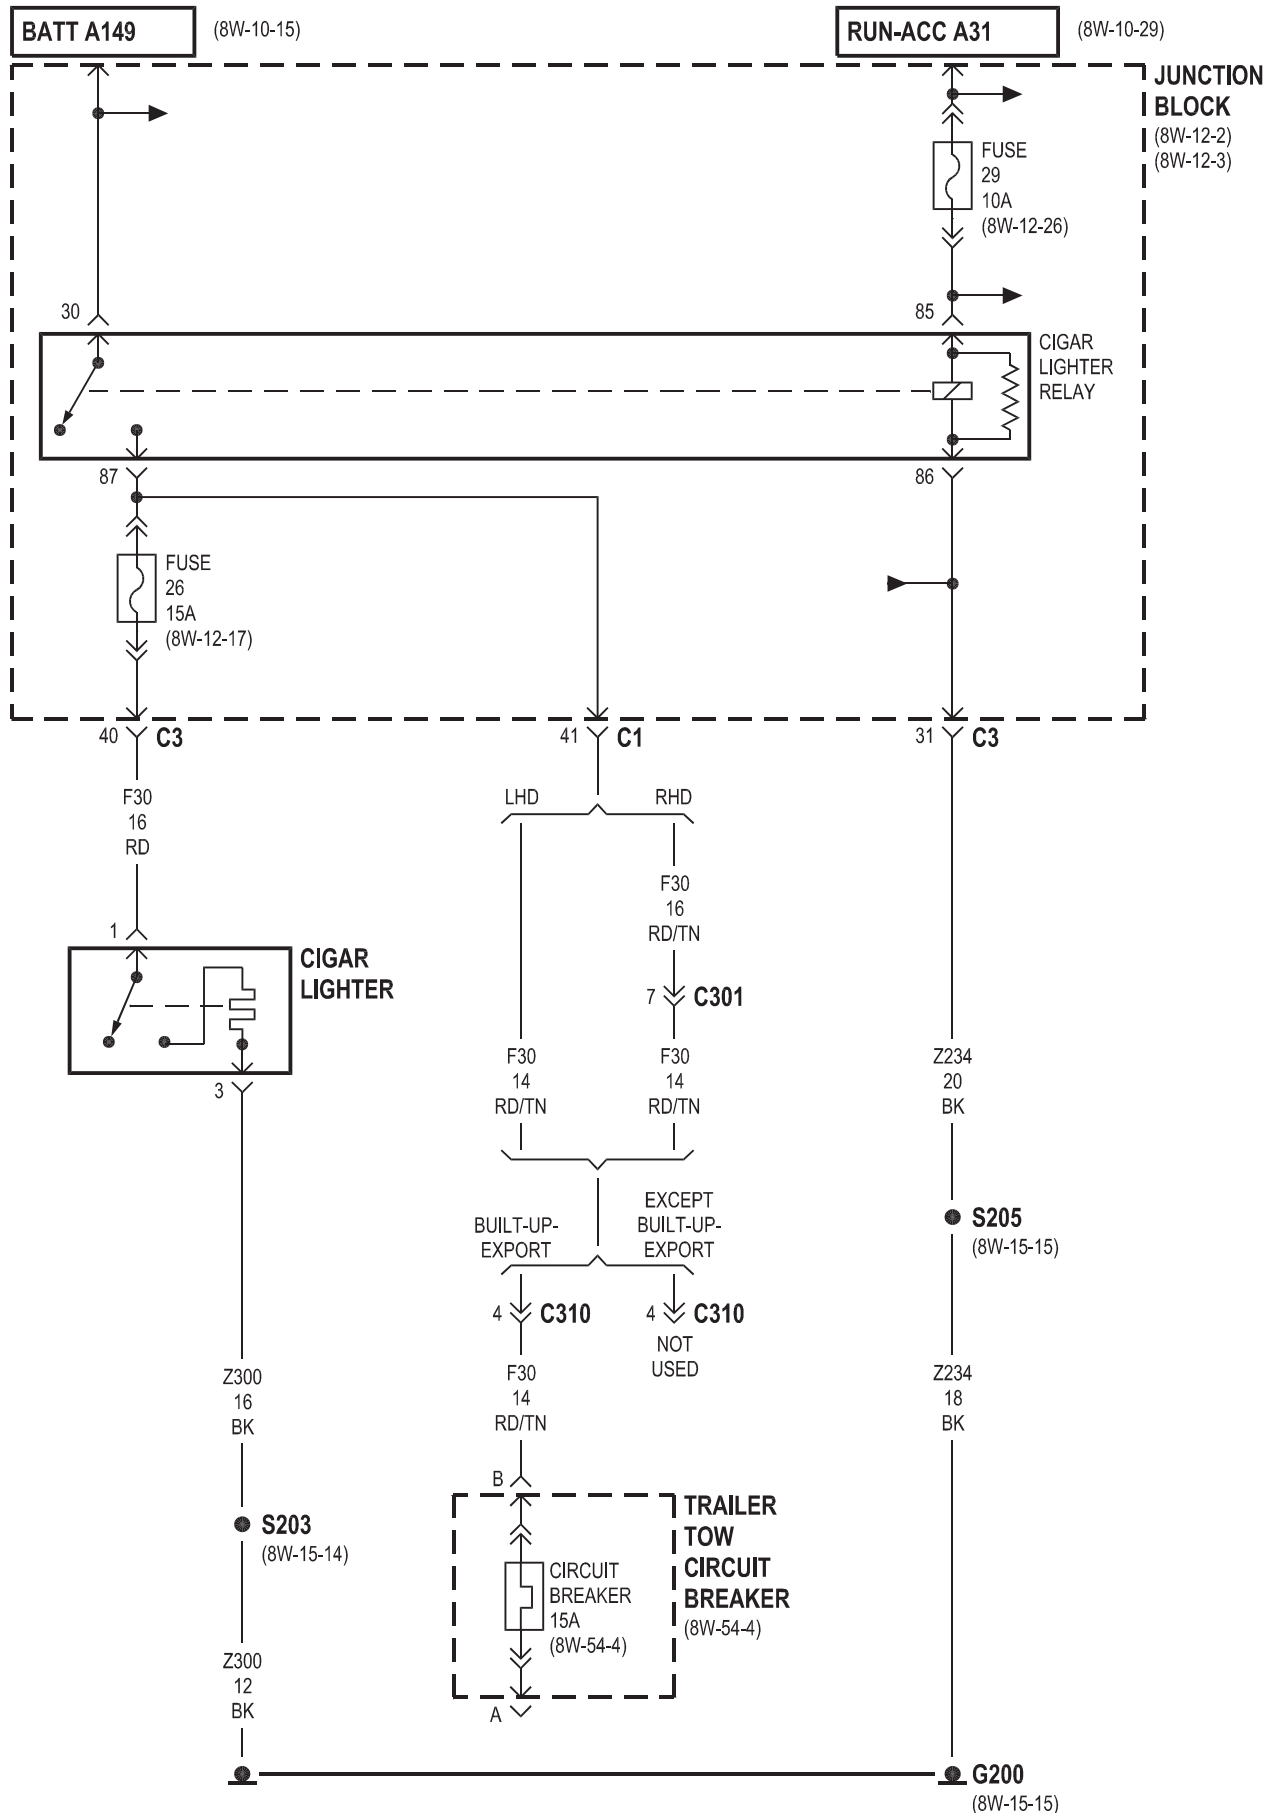 BATT A149
(8W-10-15)
RUN-ACC A31
(8W-10-29)
JUNCTION
BLOCK
(8W-12-2)
(8W-12-3)
FUSE
29
10A
(8W-12-26)
30
85
CIGAR
LIGHTER
RELAY
87
86
FUSE
26
15A
(8W-12-17)
40
C3
41
C1
31
C3
F30
16
RD
LHD
RHD
F30
16
RD/TN
1
CIGAR
LIGHTER
7
C301
3
F30
14
RD/TN
F30
14
RD/TN
Z234
20
BK
BUILT-UP-
EXPORT
EXCEPT
BUILT-UP-
EXPORT
S205
(8W-15-15)
4
C310
4
C310
NOT
USED
Z300
16
BK
F30
14
RD/TN
Z234
18
BK
B
TRAILER
TOW
CIRCUIT
BREAKER
(8W-54-4)
S203
(8W-15-14)
CIRCUIT
BREAKER
15A
(8W-54-4)
Z300
12
BK
A
G200
(8W-15-15)